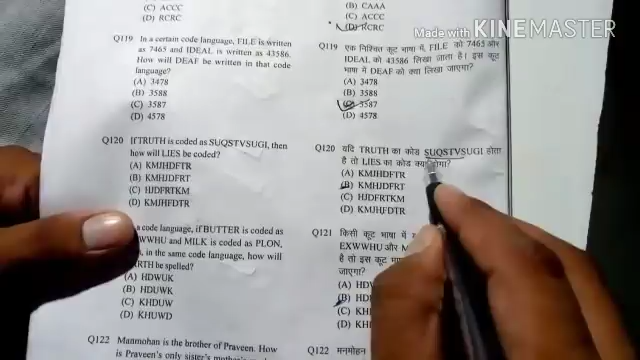 Made with KINEMASTER
(C) ACCC
(D) RCRC
Q119 In a certain code language, FILE is written
as 7465 and IDEAL is written as 43586.
How will DEAF be written in that code
language?
(A) 3478
(B) 3588
(C) 3587
(D) 4578
Q120 If TRUTH is coded as SUQSTVSUGI, then
how will LIES be coded?
(A) KMJHDFTR
(B) KMJHDJRT
(C) HJDFRTKM
(D) KMJHFDTR
a code language, if BUTTER is coded as
WWHU and MILK is coded as PLON,
in the same code language, how will
RTH be spelled?
(A) HDWUK
(B) HDUWK
(C) KHDUW
(D) KHUWD
Q122 Manmohan is the brother of Praveen. How
is Praveen's only sister's
(B) CAAA
(C) ACCC
(D) RCRC
Q119 एक निश्चित कूट भाषा में, FILE को 7465 और
IDEAL को 43586 लिखा जाता है। इस कूट
भाषा में DEAF को क्या लिखा जाएगा?
(A) 3478
(B) 3588
(C) 3587
(D) 4578
Q120 यदि TRUTH का कोड SUQSTVSUGI होता
है तो LIES का कोड क्या होगा?
(A) KMJHDFTR
(B) KMJHDFRT
(C) HJDFRTKM
(D) KMJHFDTR
Q121 किसी कूट भाषा में
EXWWHU और
है तो इस कूट
जाएगा?
(A)
(B)
(C)
(D)
Q122 मनमोहन